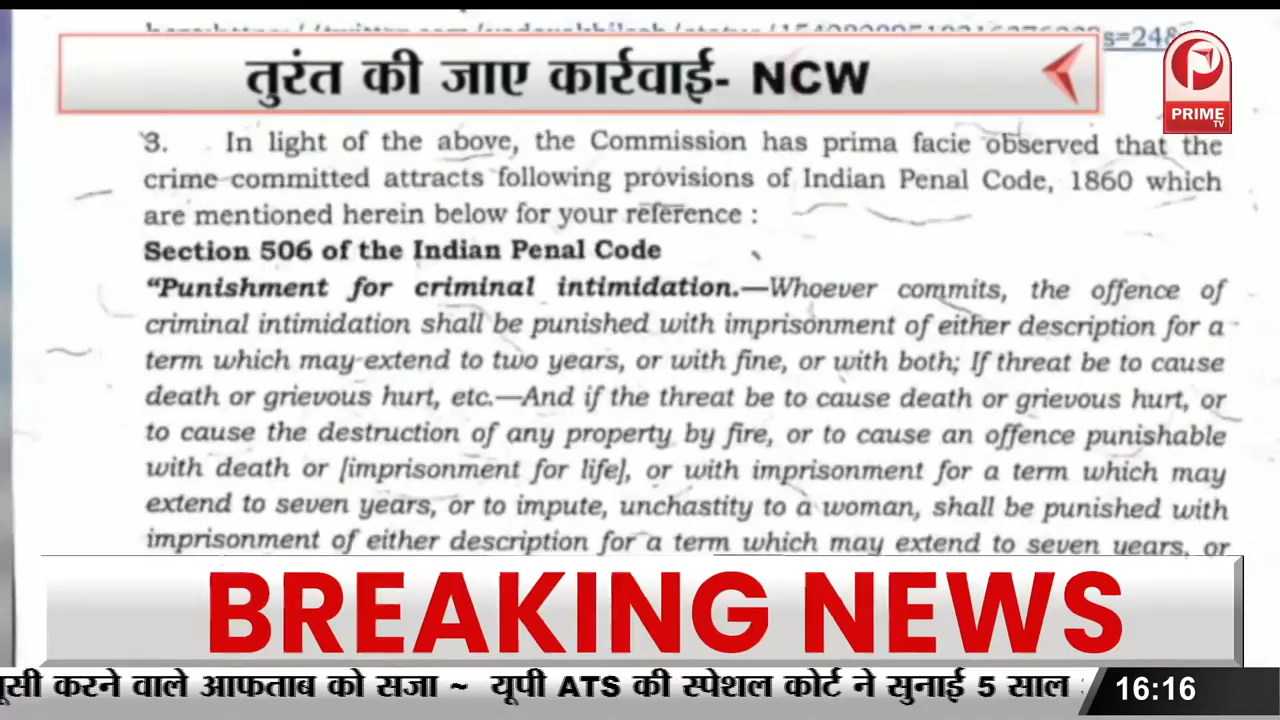 तुरंत की जाए कार्रवाई- NCW
PRIME
TV
3. In light of the above, the Commission has prima facie observed that the
crime committed attracts following provisions of Indian Penal Code, 1860 which
are mentioned herein below for your reference :
Section 506 of the Indian Penal Code
“Punishment for criminal intimidation.—Whoever commits, the offence of
criminal intimidation shall be punished with imprisonment of either description for a
term which may extend to two years, or with fine, or with both; If threat be to cause
death or grievous hurt, etc.—And if the threat be to cause death or grievous hurt, or
to cause the destruction of any property by fire, or to cause an offence punishable
with death or [imprisonment for life], or with imprisonment for a term which may
extend to seven years, or to impute, unchastity to a woman, shall be punished with
imprisonment of either description for a term which may extend to seven years, or
BREAKING NEWS
करने वाले आफताब को सजा ~ यूपी ATS की स्पेशल कोर्ट ने सुनाई 5 साल
16:16